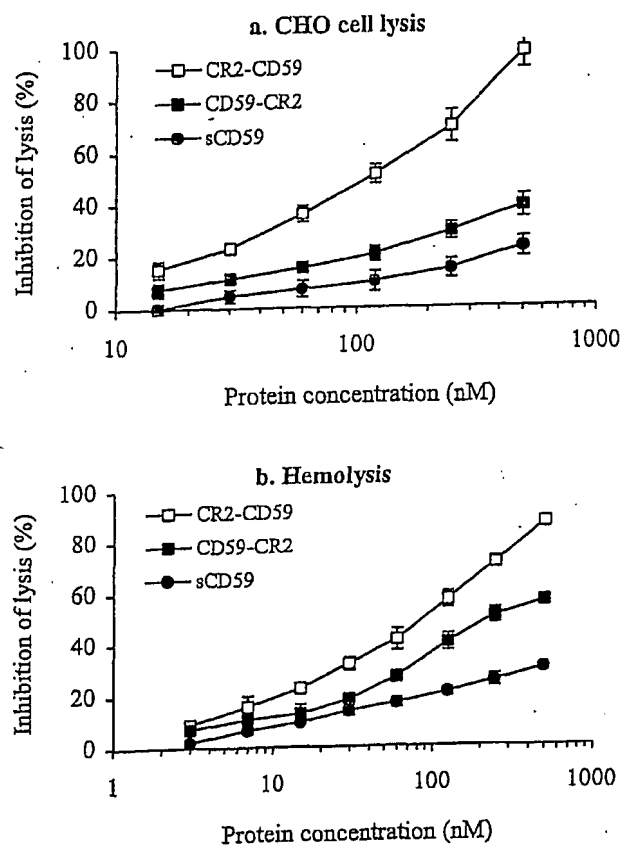 a. CHO cell lysis
100
80
60
40
20
0
Inhibition of lysis (%)
CR2-CD59
CD59-CR2
sCD59
10
100
1000
Protein concentration (nM)
b. Hemolysis
100
80
60
40
20
0
Inhibition of lysis (%)
CR2-CD59
CD59-CR2
sCD59
1
10
100
1000
Protein concentration (nM)